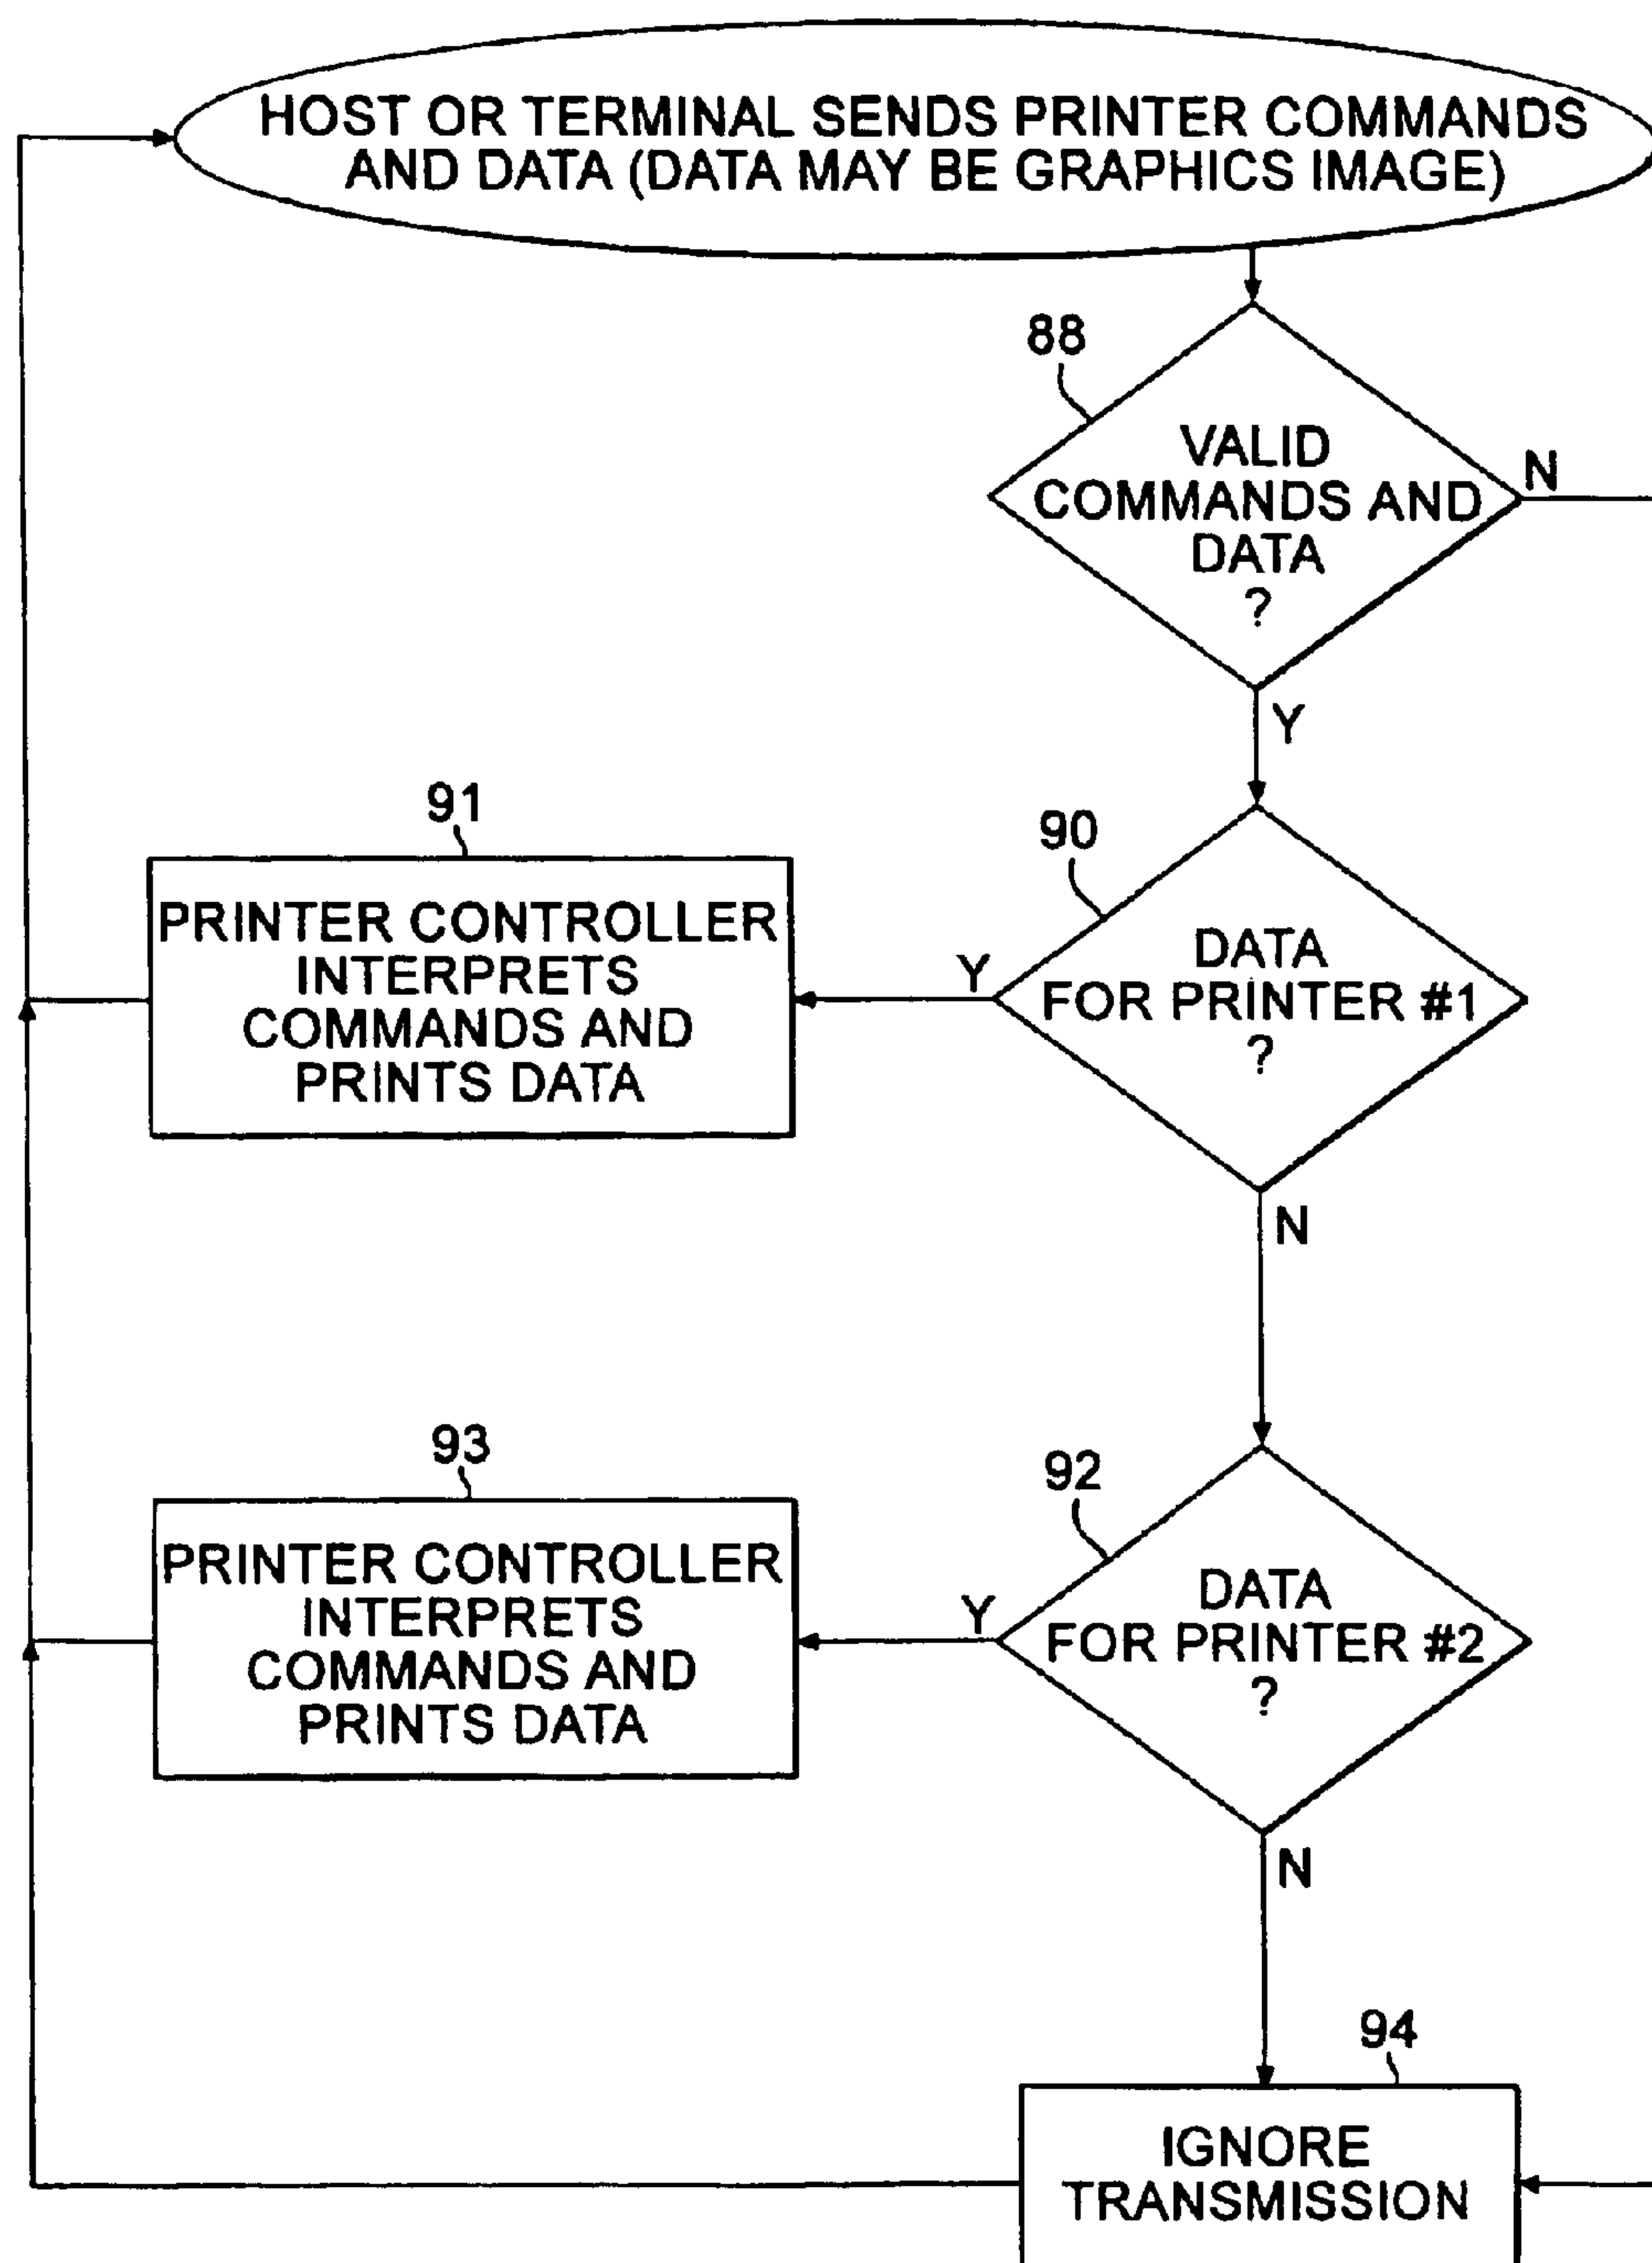 HOST OR TERMINAL SENDS PRINTER COMMANDS
AND DATA (DATA MAY BE GRAPHICS IMAGE)
88
VALID
COMMANDS AND
DATA
?
N
Y
91
PRINTER CONTROLLER
INTERPRETS
COMMANDS AND
PRINTS DATA
90
DATA
FOR PRINTER #1
?
Y
N
93
PRINTER CONTROLLER
INTERPRETS
COMMANDS AND
PRINTS DATA
92
DATA
FOR PRINTER #2
?
Y
N
94
IGNORE
TRANSMISSION